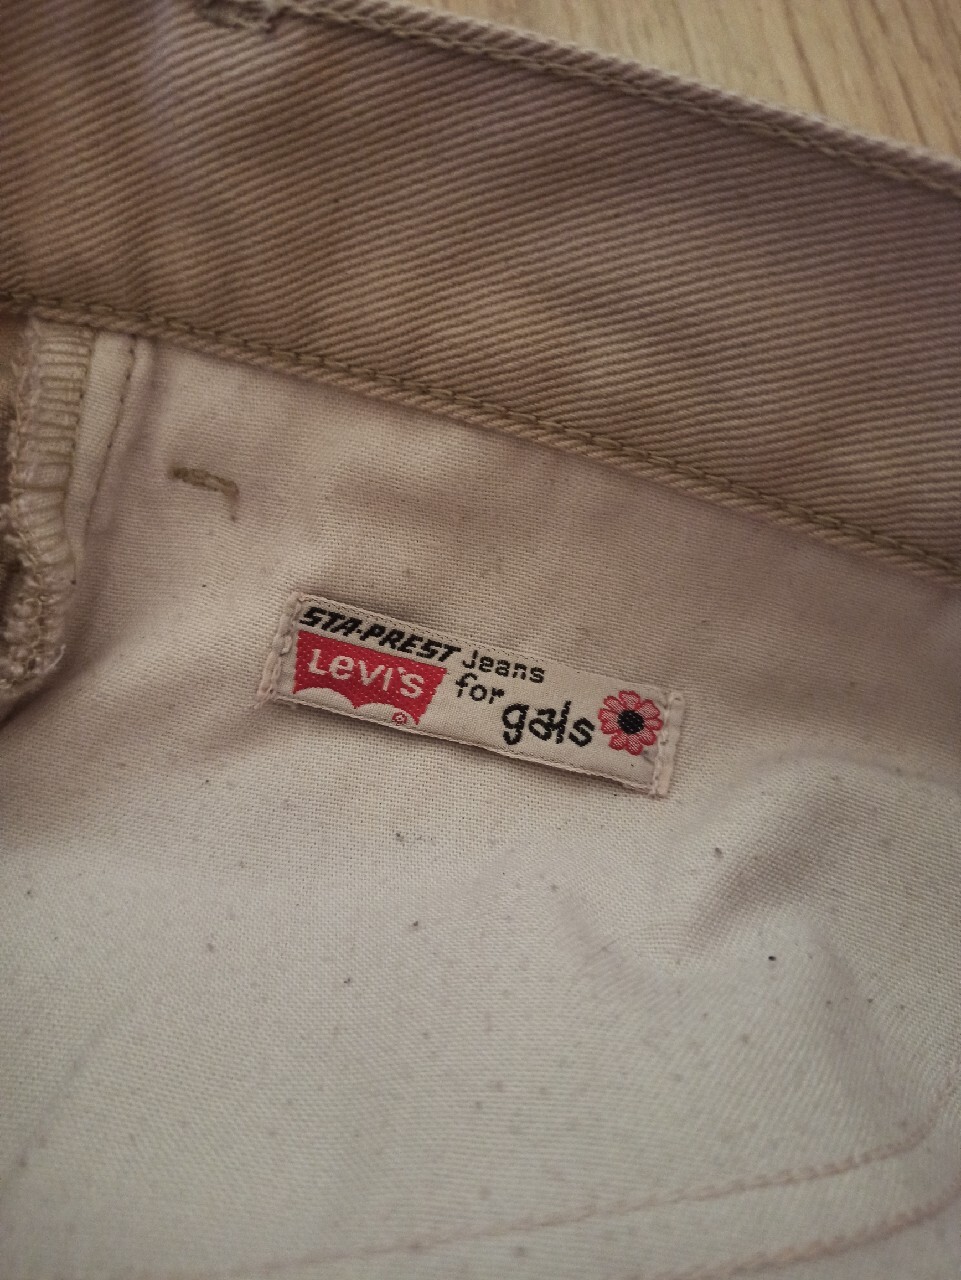 STA-PREST
Levi's
®
Jeans
for
gals